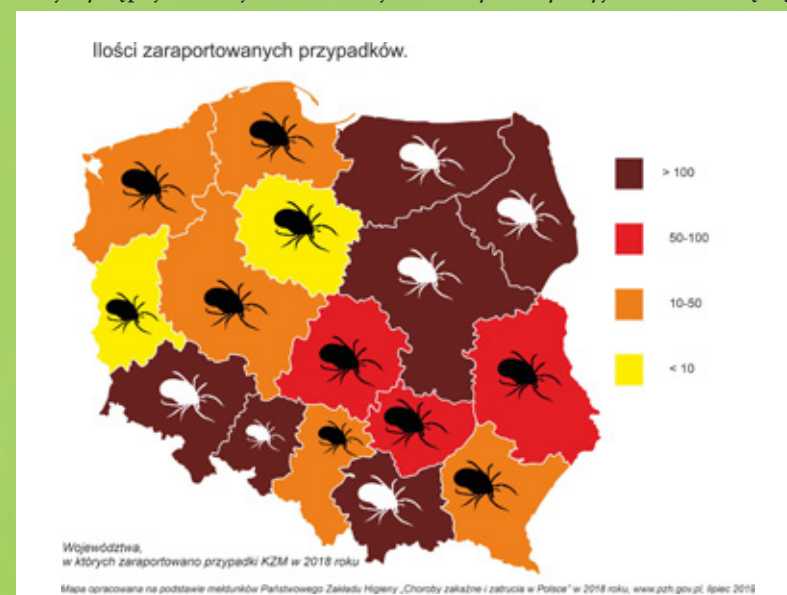 Ilości zaraportowanych przypadków.
> 100
50-100
10-50
< 10
Województwa,
w których zaraportowano przypadki KZM w 2018 roku
Mapa opracowana na podstawie meldunków Państwowego Zakładu Higieny „Choroby zakaźne i zatrucia w Polsce” w 2018 roku, www.pzh.gov.pl, lipiec 2019